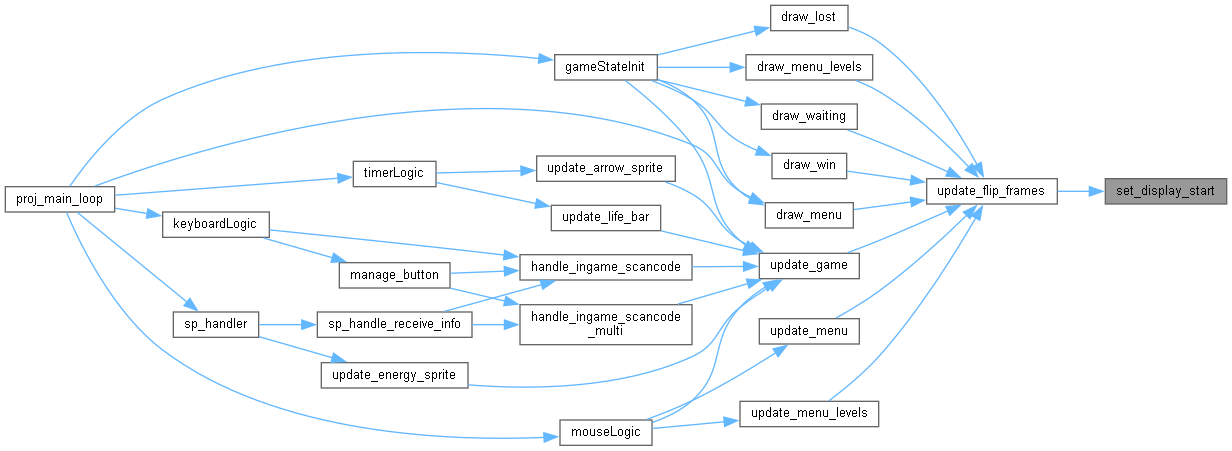 draw_lost
gameStateInit
draw_menu_levels
draw_waiting
draw_win
timerLogic
update_arrow_sprite
proj_main_loop
update_flip_frames
set_display_start
keyboardLogic
update_life_bar
draw_menu
manage_button
handle_ingame_scancode
update_game
sp_handler
sp_handle_receive_info
handle_ingame_scancode
_multi
update_menu
update_energy_sprite
update_menu_levels
mouseLogic